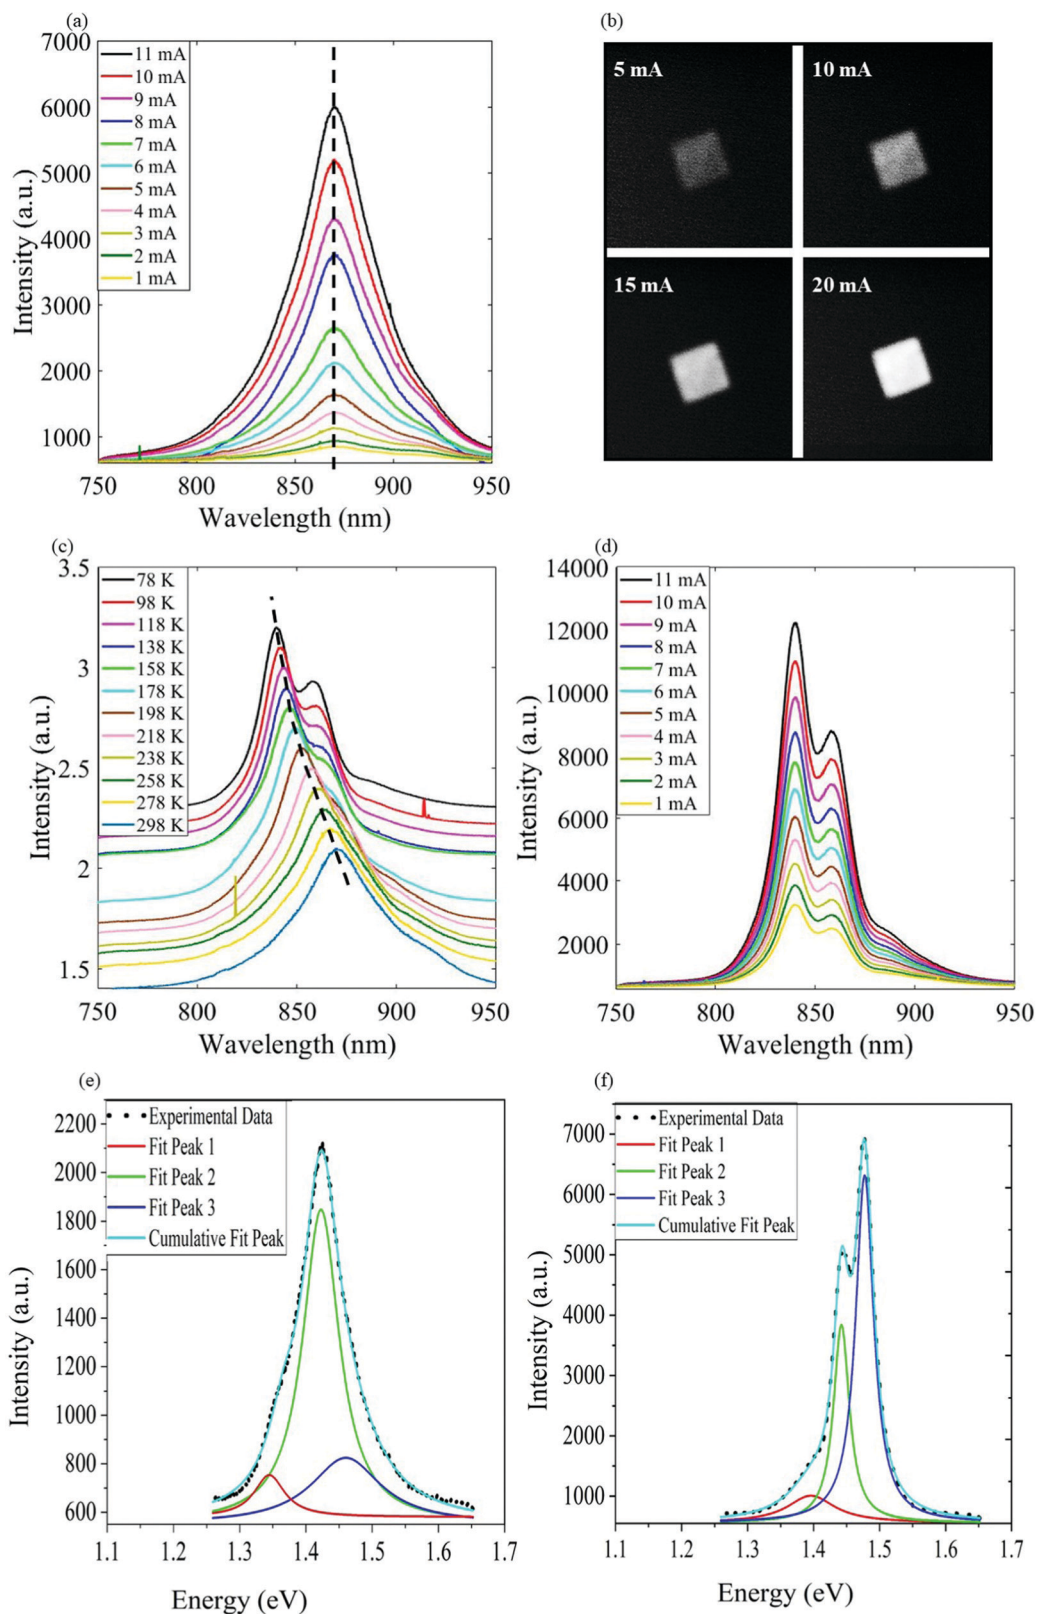 (a)
7000
6000
5000
4000
3000
2000
1000
Intensity (a.u.)
11 mA
10 mA
9 mA
8 mA
7 mA
6 mA
5 mA
4 mA
3 mA
2 mA
1 mA
750 800 850 900 950
Wavelength (nm)
(b)
5 mA
10 mA
15 mA
20 mA
(c)
3.5
3
2.5
2
1.5
Intensity (a.u.)
78 K
98 K
118 K
138 K
158 K
178 K
198 K
218 K
238 K
258 K
278 K
298 K
750 800 850 900 950
Wavelength (nm)
(d)
14000
12000
10000
8000
6000
4000
2000
Intensity (a.u.)
11 mA
10 mA
9 mA
8 mA
7 mA
6 mA
5 mA
4 mA
3 mA
2 mA
1 mA
750 800 850 900 950
Wavelength (nm)
(e)
2200
2000
1800
1600
1400
1200
1000
800
600
Intensity (a.u.)
Experimental Data
Fit Peak 1
Fit Peak 2
Fit Peak 3
Cumulative Fit Peak
1.1 1.2 1.3 1.4 1.5 1.6 1.7
Energy (eV)
(f)
7000
6000
5000
4000
3000
2000
1000
Intensity (a.u.)
Experimental Data
Fit Peak 1
Fit Peak 2
Fit Peak 3
Cumulative Fit Peak
1.1 1.2 1.3 1.4 1.5 1.6 1.7
Energy (eV)